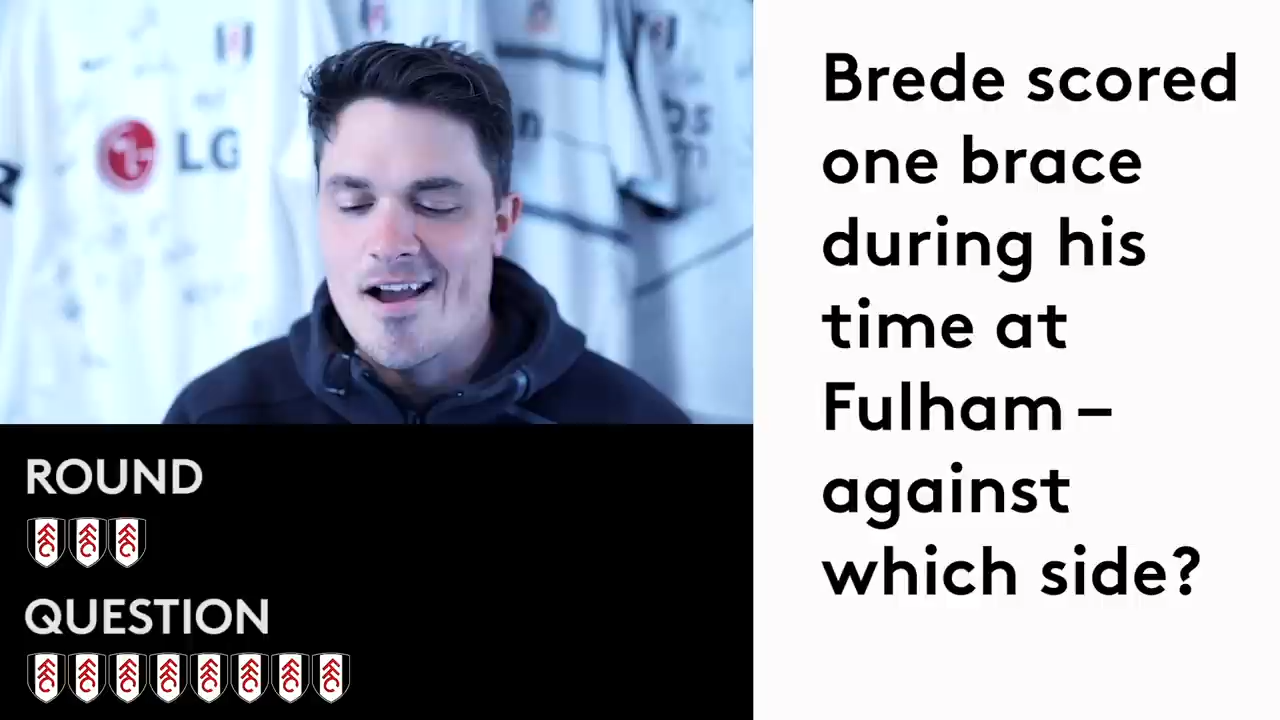 LG
Brede scored
one brace
during his
time at
Fulham –
against
which side?
ROUND
QUESTION